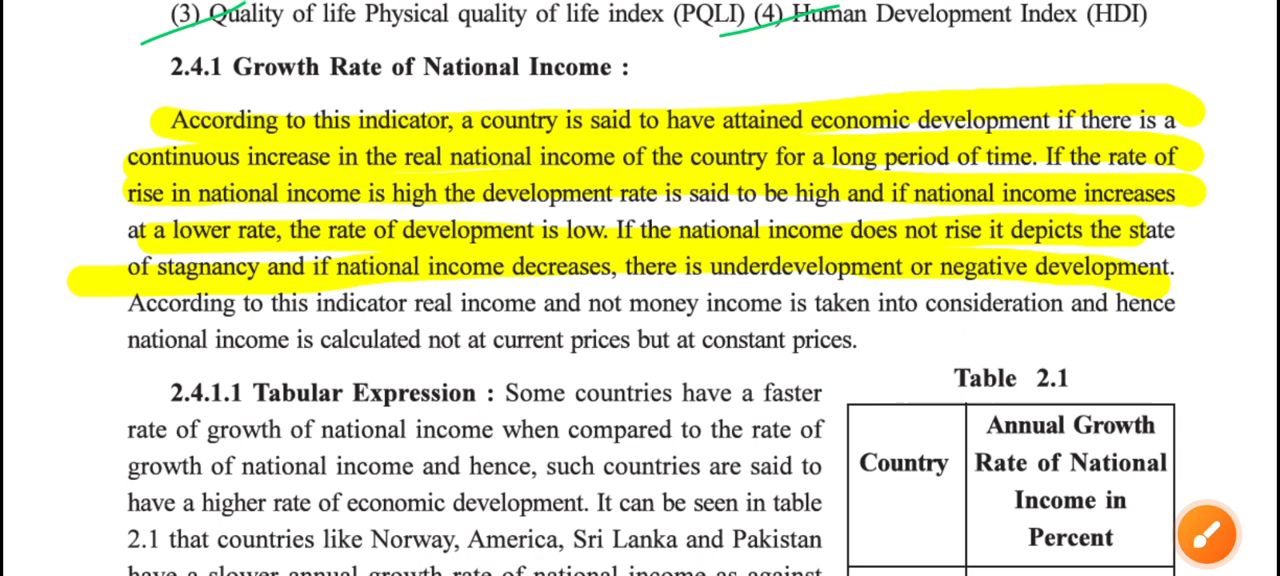 (3) Quality of life Physical quality of life index (PQLI) (4) Human Development Index (HDI)
2.4.1 Growth Rate of National Income :
According to this indicator, a country is said to have attained economic development if there is a
continuous increase in the real national income of the country for a long period of time. If the rate of
rise in national income is high the development rate is said to be high and if national income increases
at a lower rate, the rate of development is low. If the national income does not rise it depicts the state
of stagnancy and if national income decreases, there is underdevelopment or negative development.
According to this indicator real income and not money income is taken into consideration and hence
national income is calculated not at current prices but at constant prices.
2.4.1.1 Tabular Expression : Some countries have a faster
rate of growth of national income when compared to the rate of
growth of national income and hence, such countries are said to
have a higher rate of economic development. It can be seen in table
2.1 that countries like Norway, America, Sri Lanka and Pakistan
have a slower annual growth rate of national income as against
Table 2.1
Country
Annual Growth
Rate of National
Income in
Percent